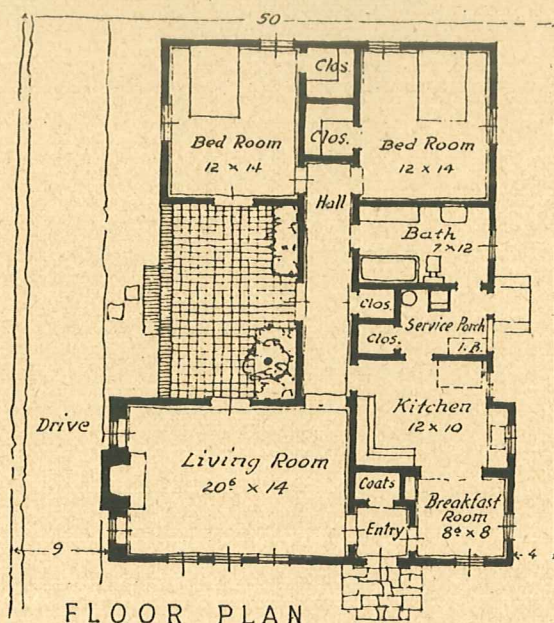 50
Clos.
Clos.
Bed Room
12 x 14
Bed Room
12 x 14
Hall
Bath
7 x 12
Clos.
Service Porch
Clos.
I.B.
Kitchen
12 x 10
Drive
Living Room
20⁶ x 14
Coats
Breakfast
Room
8⁰ x 8
Entry
9
4
FLOOR PLAN